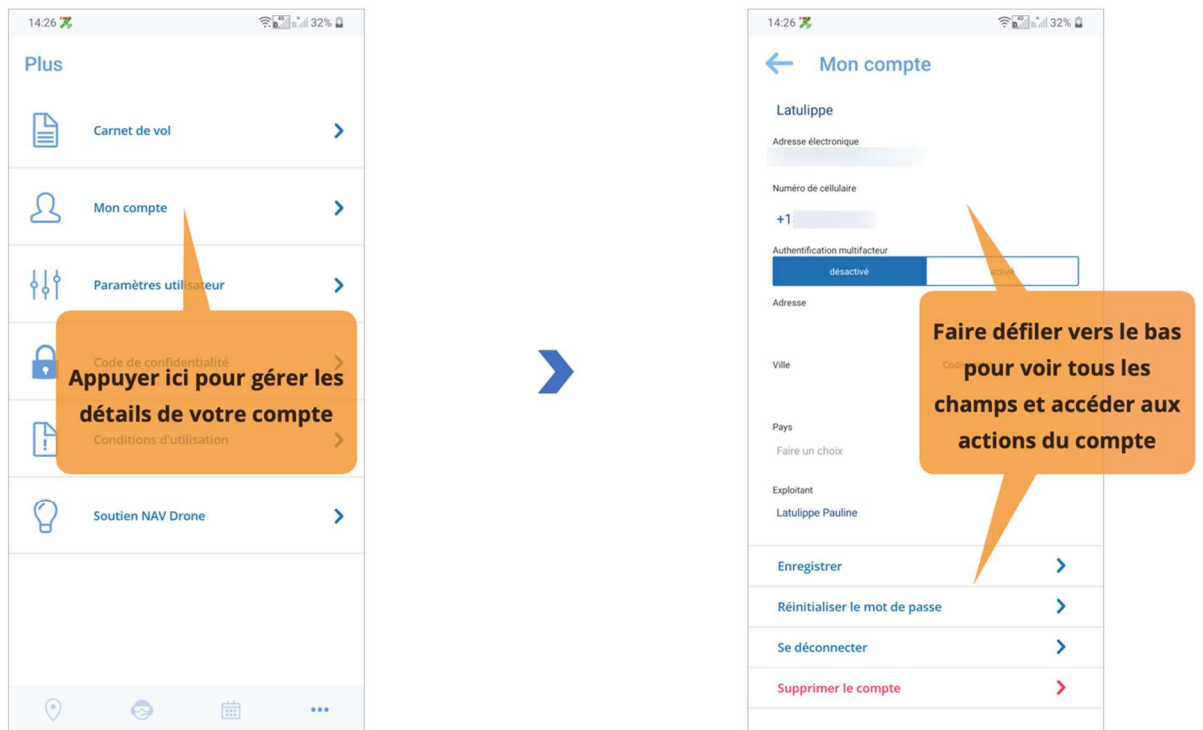 14:26
32%
Plus
Carnet de vol
Mon compte
Paramètres utilisateur
Code de confidentialité
Appuyer ici pour gérer les
détails de votre compte
Conditions d'utilisation
Soutien NAV Drone
14:26
32%
Mon compte
Latulippe
Adresse électronique
Numéro de cellulaire
+1
Authentification multifacteur
désactivé
activé
Adresse
Faire défiler vers le bas
pour voir tous les
champs et accéder aux
actions du compte
Ville
Code
Pays
Faire un choix
Exploitant
Latulippe Pauline
Enregistrer
Réinitialiser le mot de passe
Se déconnecter
Supprimer le compte